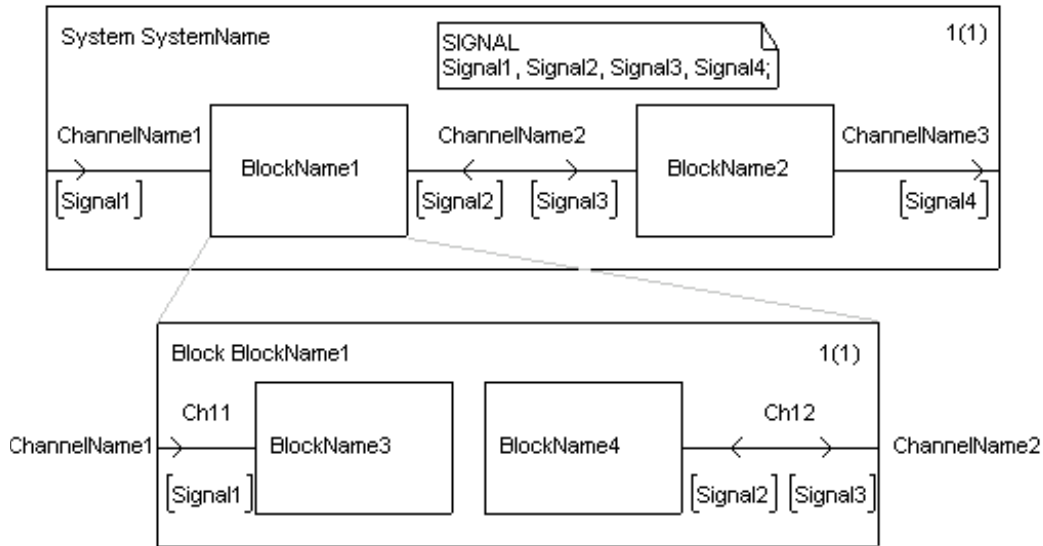 System SystemName
1(1)
SIGNAL
Signal1, Signal2, Signal3, Signal4;
ChannelName1
ChannelName2
ChannelName3
BlockName1
BlockName2
[Signal1]
[Signal2]
[Signal3]
[Signal4]
Block BlockName1
1(1)
Ch11
Ch12
ChannelName1
BlockName3
BlockName4
ChannelName2
[Signal1]
[Signal2]
[Signal3]